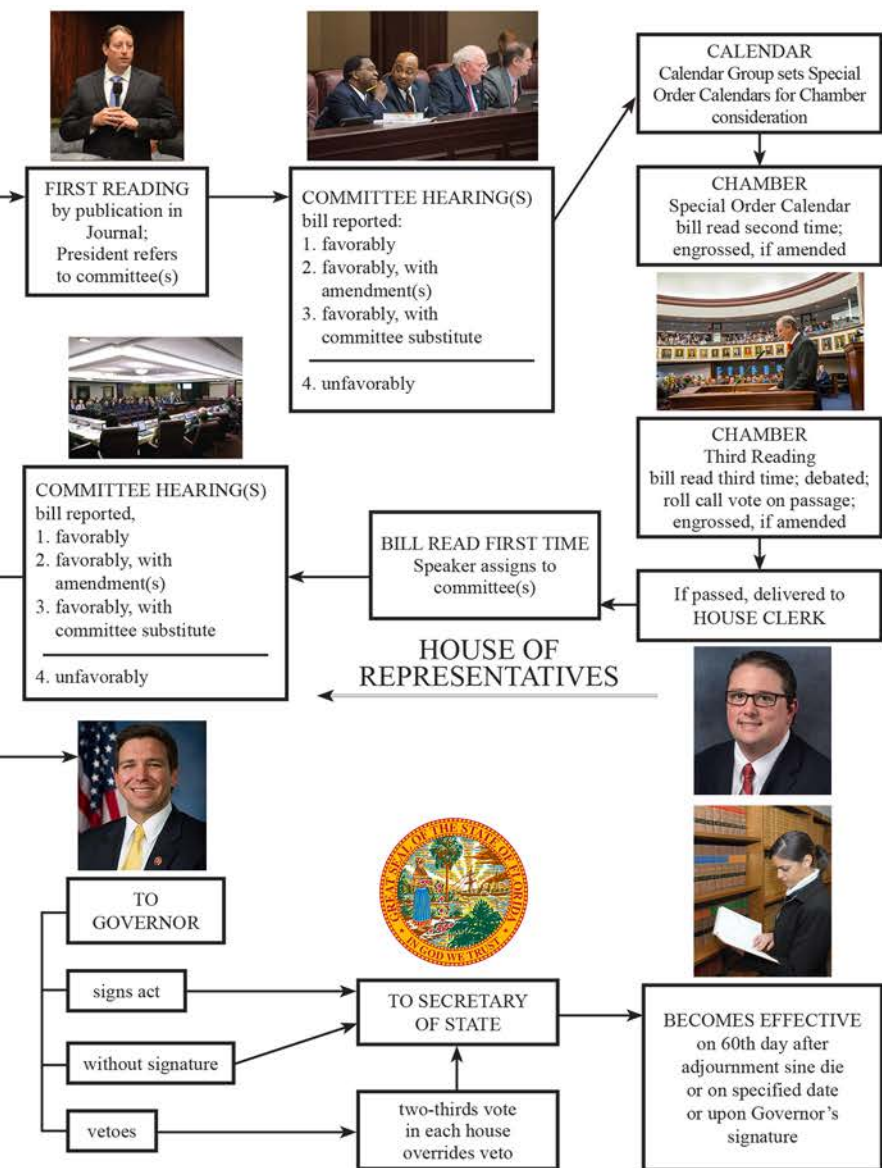 FIRST READING
by publication in
Journal;
President refers
to committee(s)
COMMITTEE HEARING(S)
bill reported:
1. favorably
2. favorably, with
amendment(s)
3. favorably, with
committee substitute
4. unfavorably
CALENDAR
Calendar Group sets Special
Order Calendars for Chamber
consideration
CHAMBER
Special Order Calendar
bill read second time;
engrossed, if amended
CHAMBER
Third Reading
bill read third time; debated;
roll call vote on passage;
engrossed, if amended
If passed, delivered to
HOUSE CLERK
HOUSE OF
REPRESENTATIVES
BILL READ FIRST TIME
Speaker assigns to
committee(s)
COMMITTEE HEARING(S)
bill reported,
1. favorably
2. favorably, with
amendment(s)
3. favorably, with
committee substitute
4. unfavorably
TO
GOVERNOR
signs act
without signature
vetoes
GREAT SEAL OF THE STATE OF FLORIDA
IN GOD WE TRUST
TO SECRETARY
OF STATE
two-thirds vote
in each house
overrides veto
BECOMES EFFECTIVE
on 60th day after
adjournment sine die
or on specified date
or upon Governor's
signature